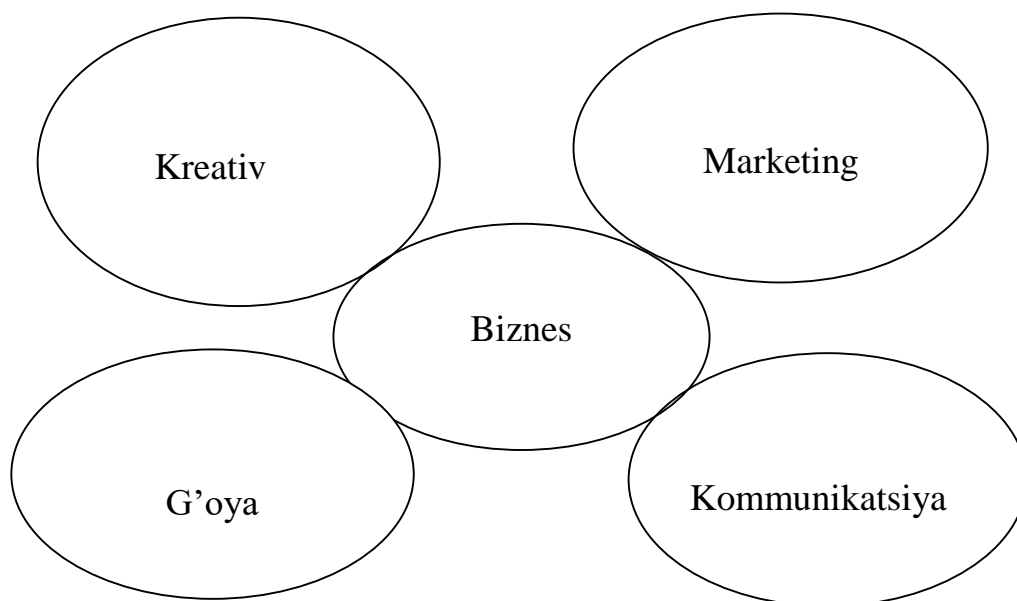 Kreativ
Marketing
Biznes
G’oya
Kommunikatsiya